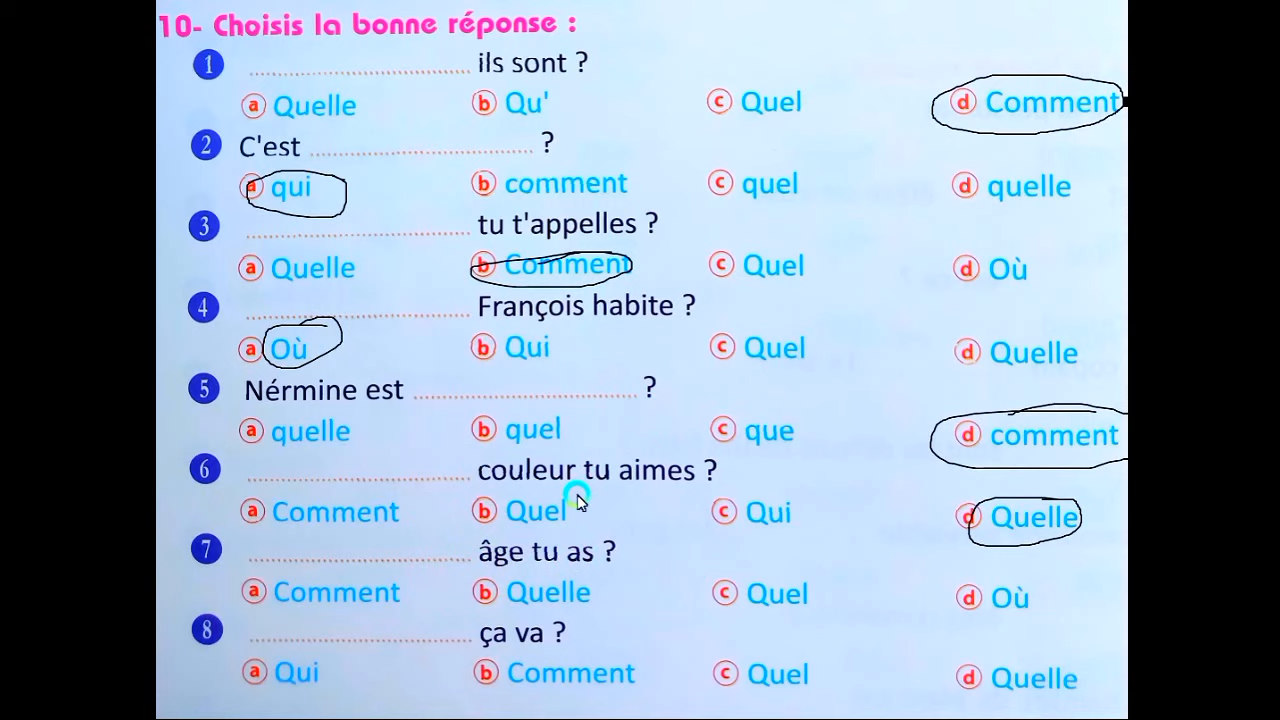 10- Choisis la bonne réponse :
1 ........................ ils sont ?
a Quelle b Qu' c Quel d Comment
2 C'est ........................ ?
a qui b comment c quel d quelle
3 ........................ tu t'appelles ?
a Quelle b Comment c Quel d Où
4 ........................ François habite ?
a Où b Qui c Quel d Quelle
5 Nérmine est ........................ ?
a quelle b quel c que d comment
6 ........................ couleur tu aimes ?
a Comment b Quel c Qui d Quelle
7 ........................ âge tu as ?
a Comment b Quelle c Quel d Où
8 ........................ ça va ?
a Qui b Comment c Quel d Quelle